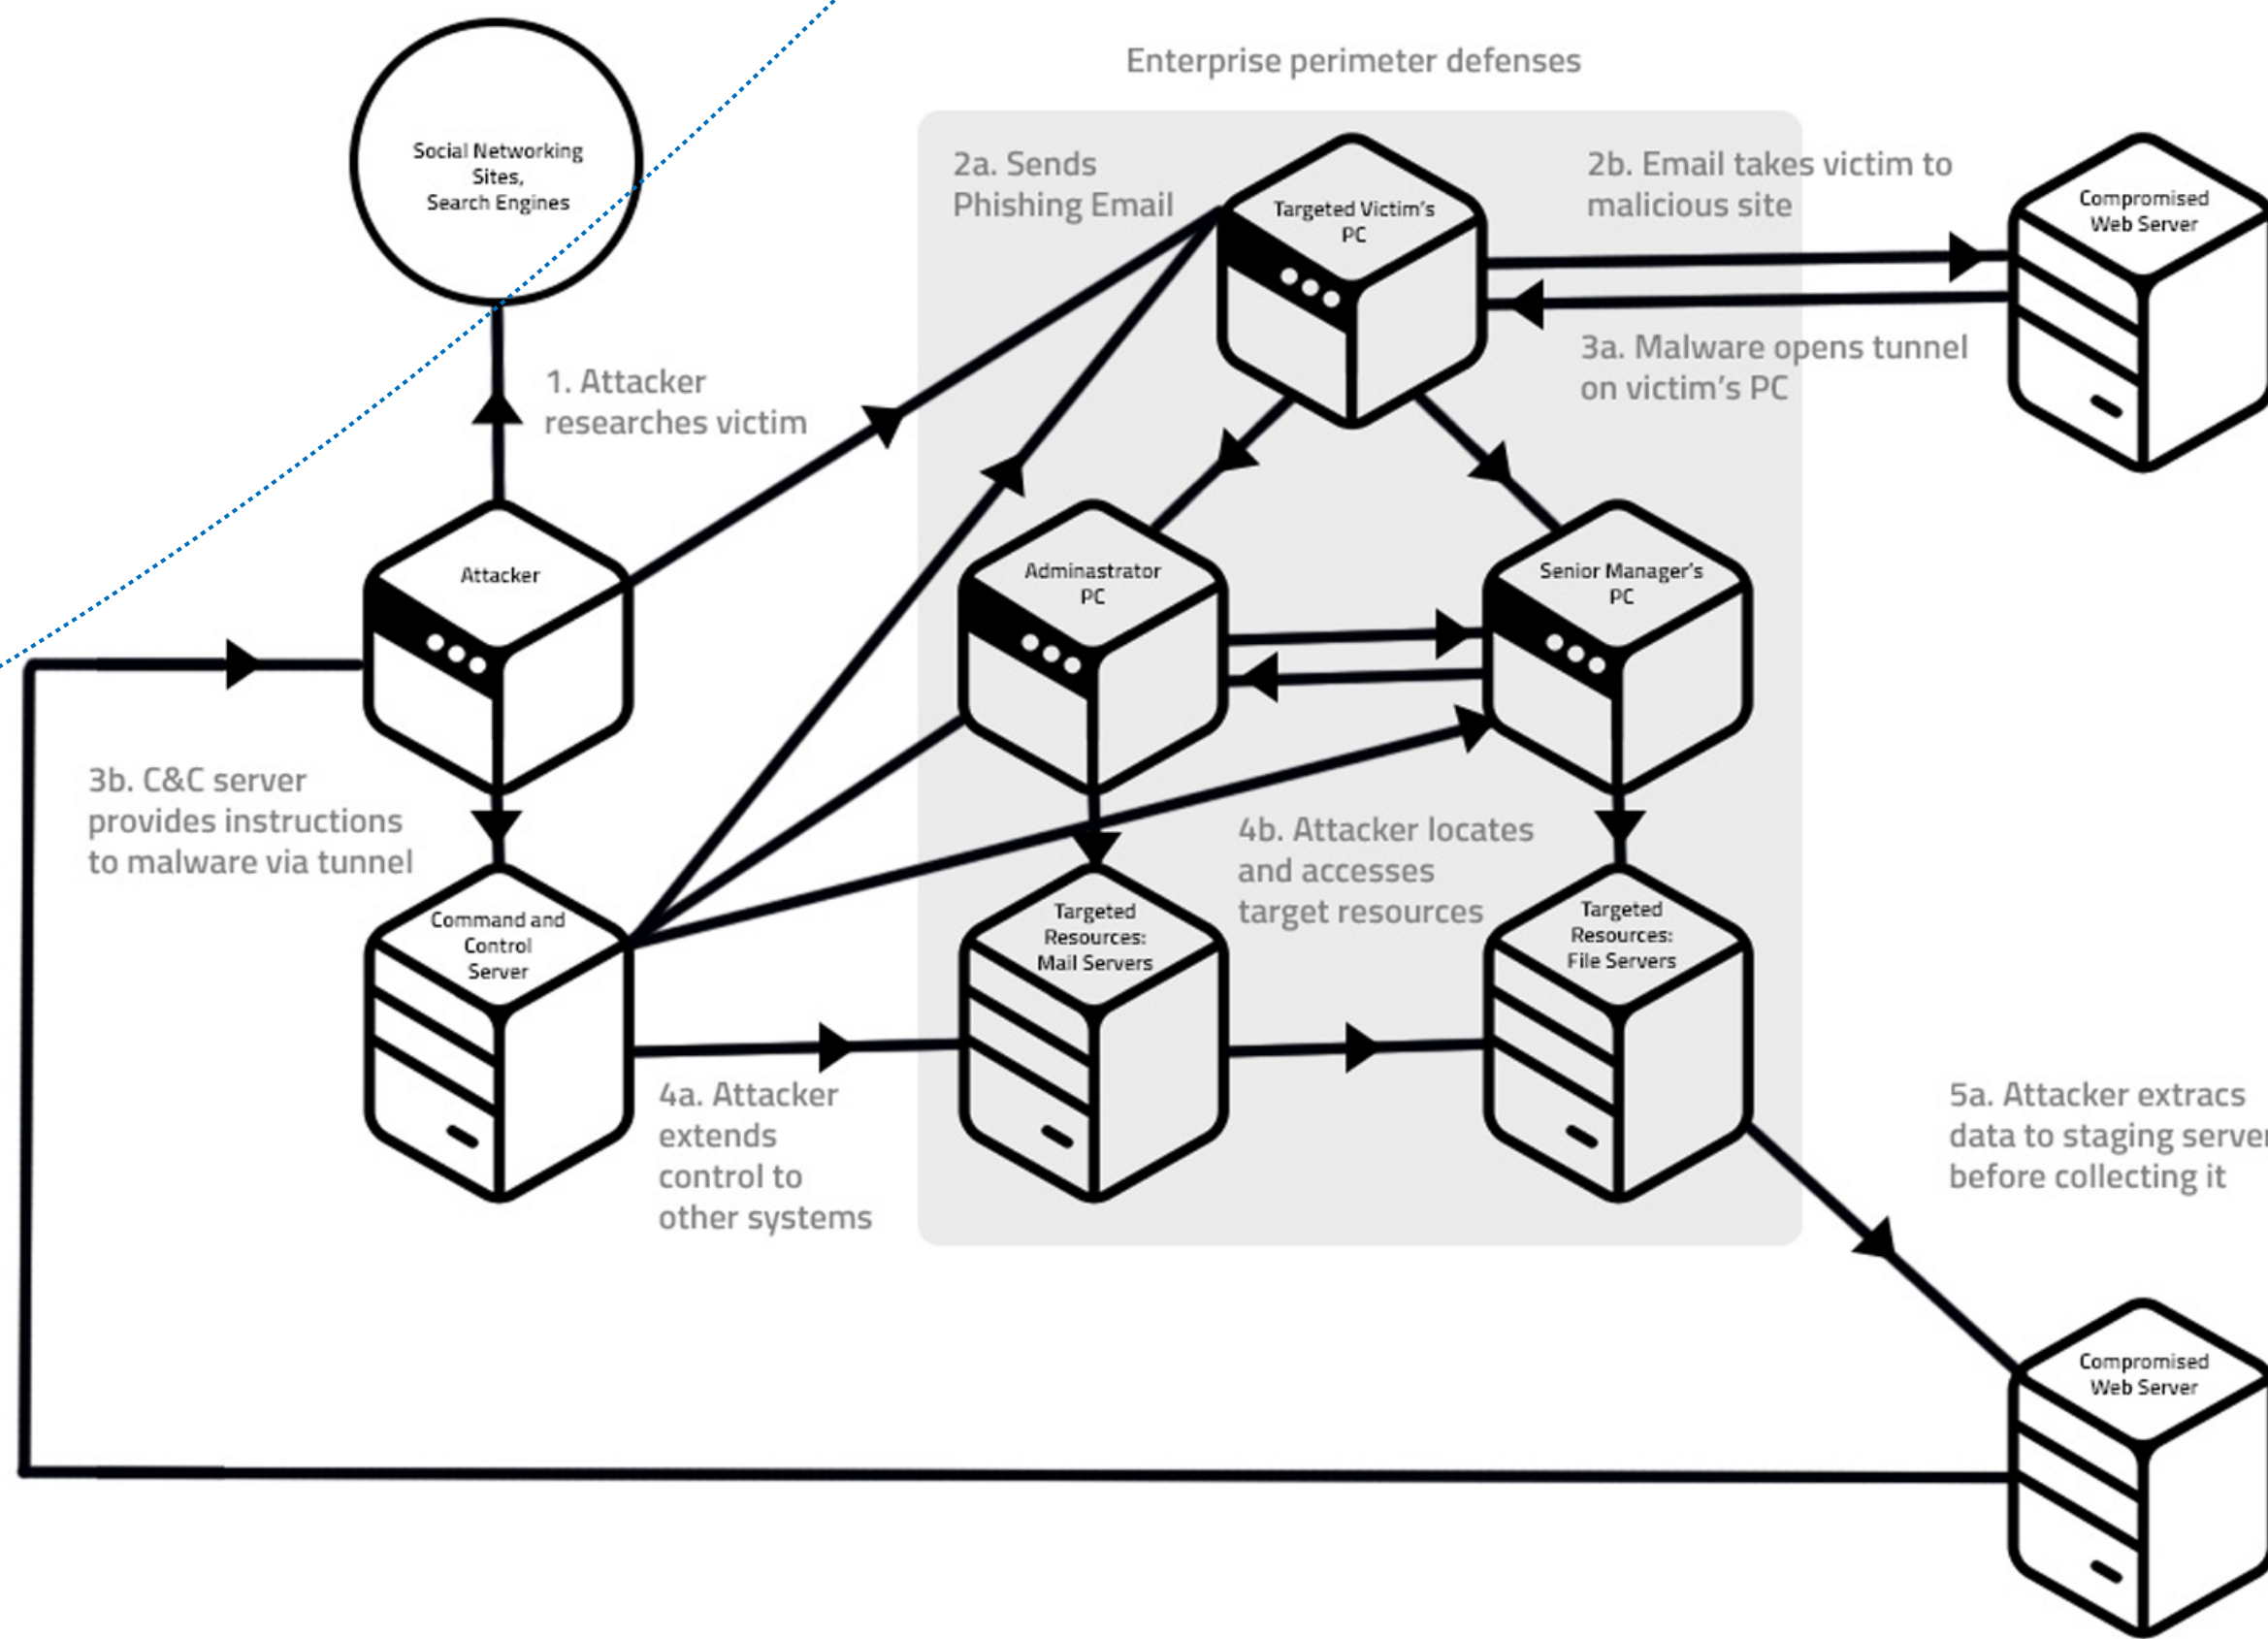 Enterprise perimeter defenses
Social Networking
Sites,
Search Engines
2a. Sends
Phishing Email
Targeted Victim's
PC
2b. Email takes victim to
malicious site
Compromised
Web Server
3a. Malware opens tunnel
on victim's PC
1. Attacker
researches victim
Attacker
Adminastrator
PC
Senior Manager's
PC
3b. C&C server
provides instructions
to malware via tunnel
4b. Attacker locates
and accesses
target resources
Command and
Control
Server
Targeted
Resources:
Mail Servers
Targeted
Resources:
File Servers
4a. Attacker
extends
control to
other systems
5a. Attacker extracs
data to staging server
before collecting it
Compromised
Web Server